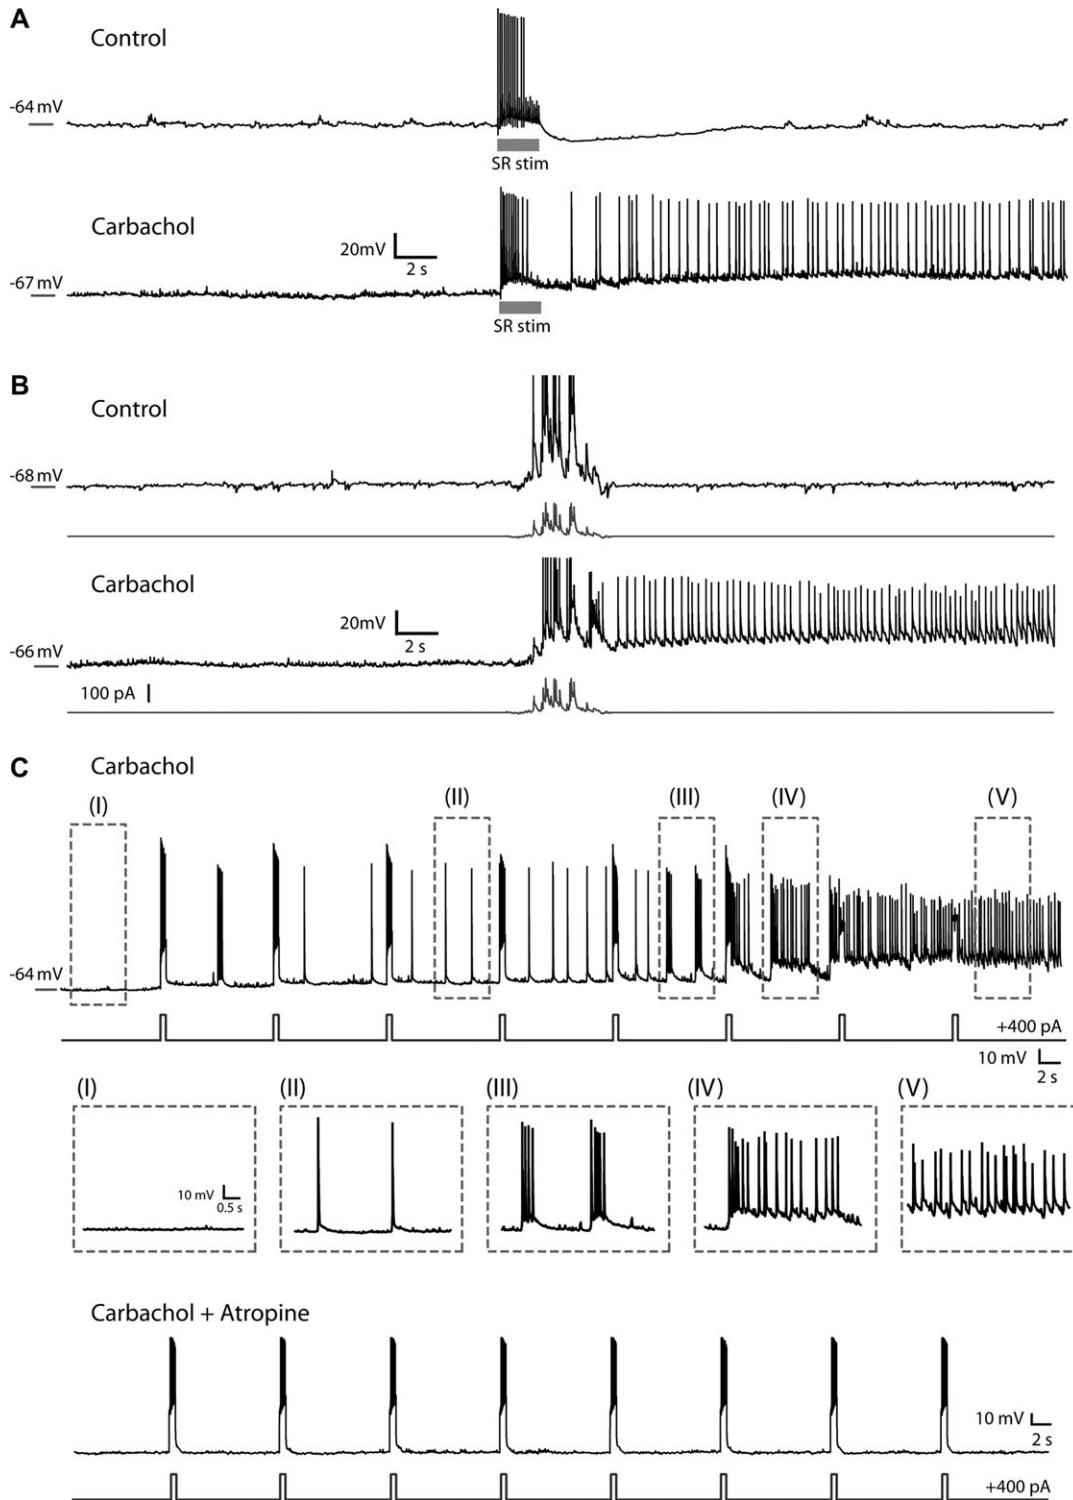 A
Control
-64 mV
SR stim
Carbachol
20mV
2 s
-67 mV
SR stim
B
Control
-68 mV
Carbachol
20mV
2 s
-66 mV
100 pA
C
Carbachol
(I)
(II)
(III)
(IV)
(V)
-64 mV
+400 pA
10 mV
2 s
(I)
(II)
(III)
(IV)
(V)
10 mV
0.5 s
Carbachol + Atropine
10 mV
2 s
+400 pA